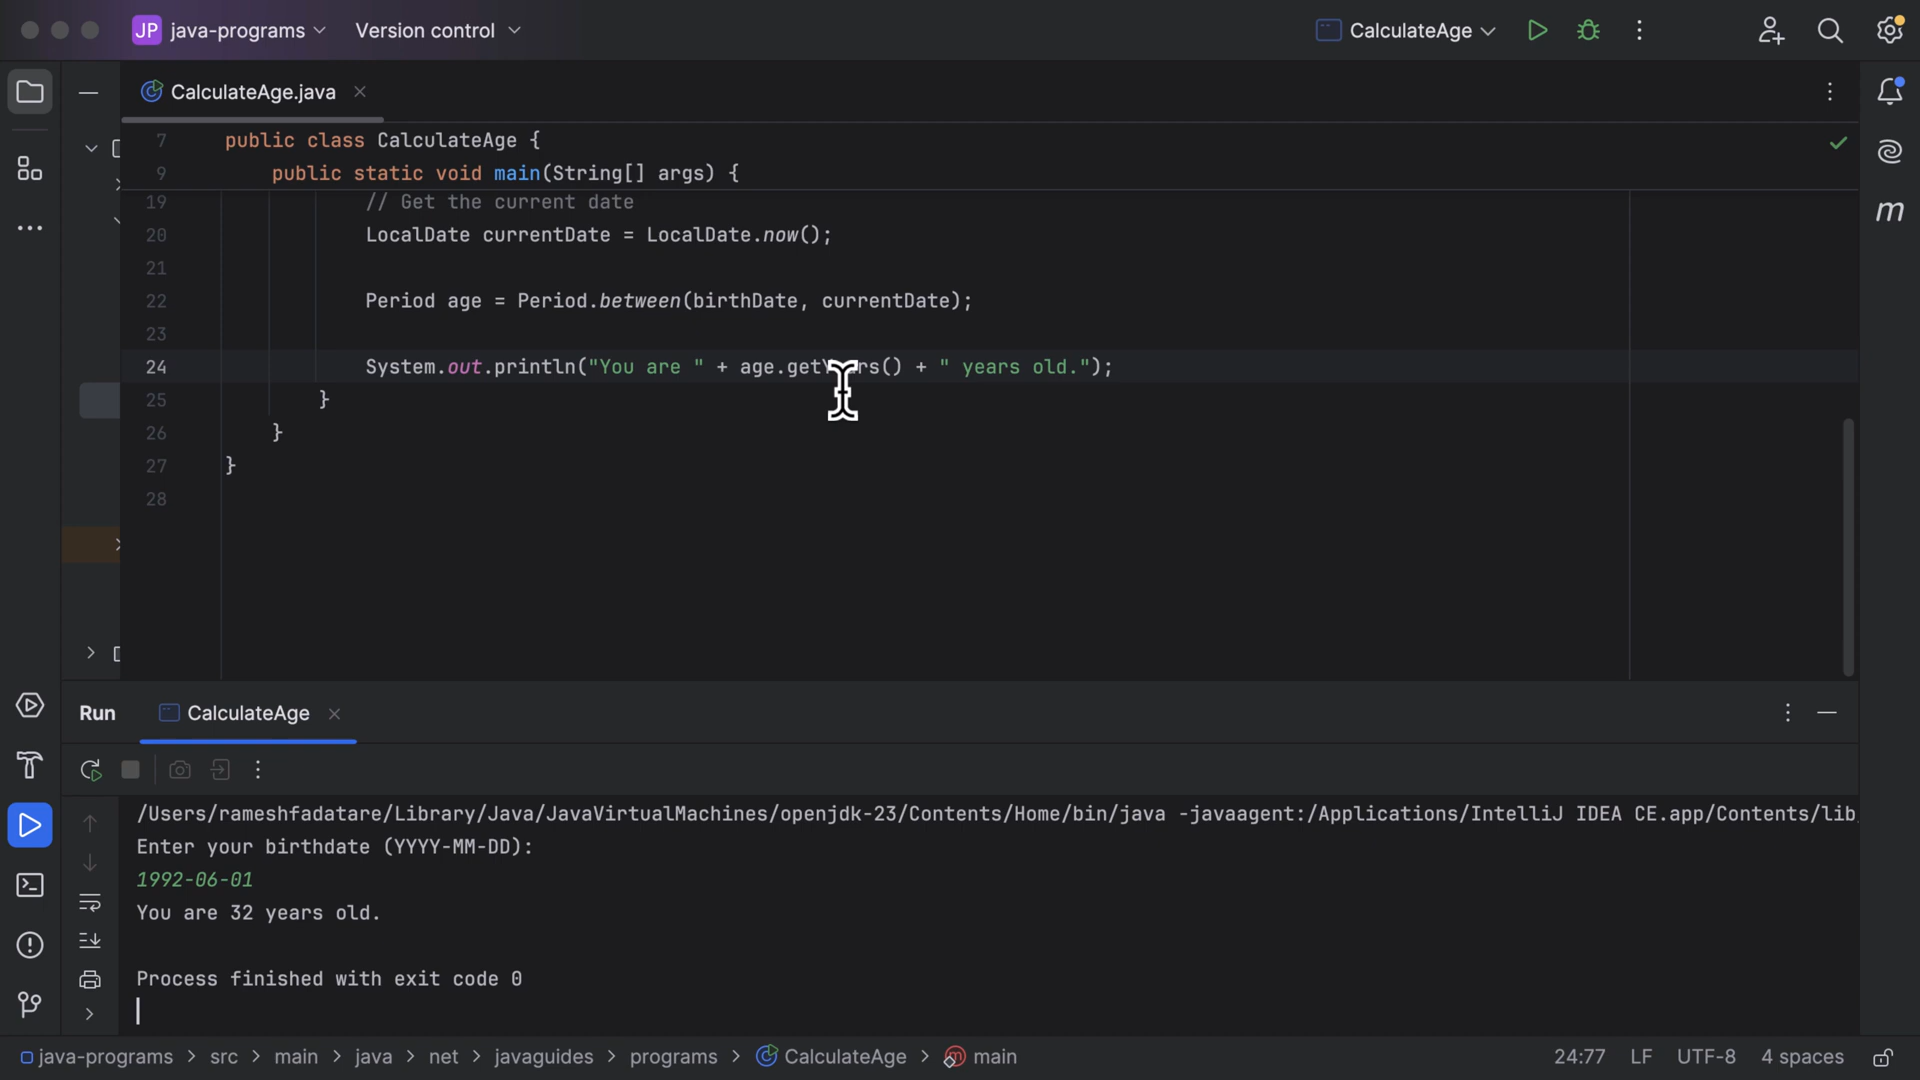 JP java-programs Version control CalculateAge
CalculateAge.java
7 public class CalculateAge {
9 public static void main(String[] args) {
19 // Get the current date
20 LocalDate currentDate = LocalDate.now();
21
22 Period age = Period.between(birthDate, currentDate);
23
24 System.out.println("You are " + age.getYears() + " years old.");
25 }
26 }
27 }
28
m
Run CalculateAge
/Users/rameshfadatare/Library/Java/JavaVirtualMachines/openjdk-23/Contents/Home/bin/java -javaagent:/Applications/IntelliJ IDEA CE.app/Contents/lib
Enter your birthdate (YYYY-MM-DD):
1992-06-01
You are 32 years old.
Process finished with exit code 0
java-programs > src > main > java > net > javaguides > programs > CalculateAge > m main 24:77 LF UTF-8 4 spaces